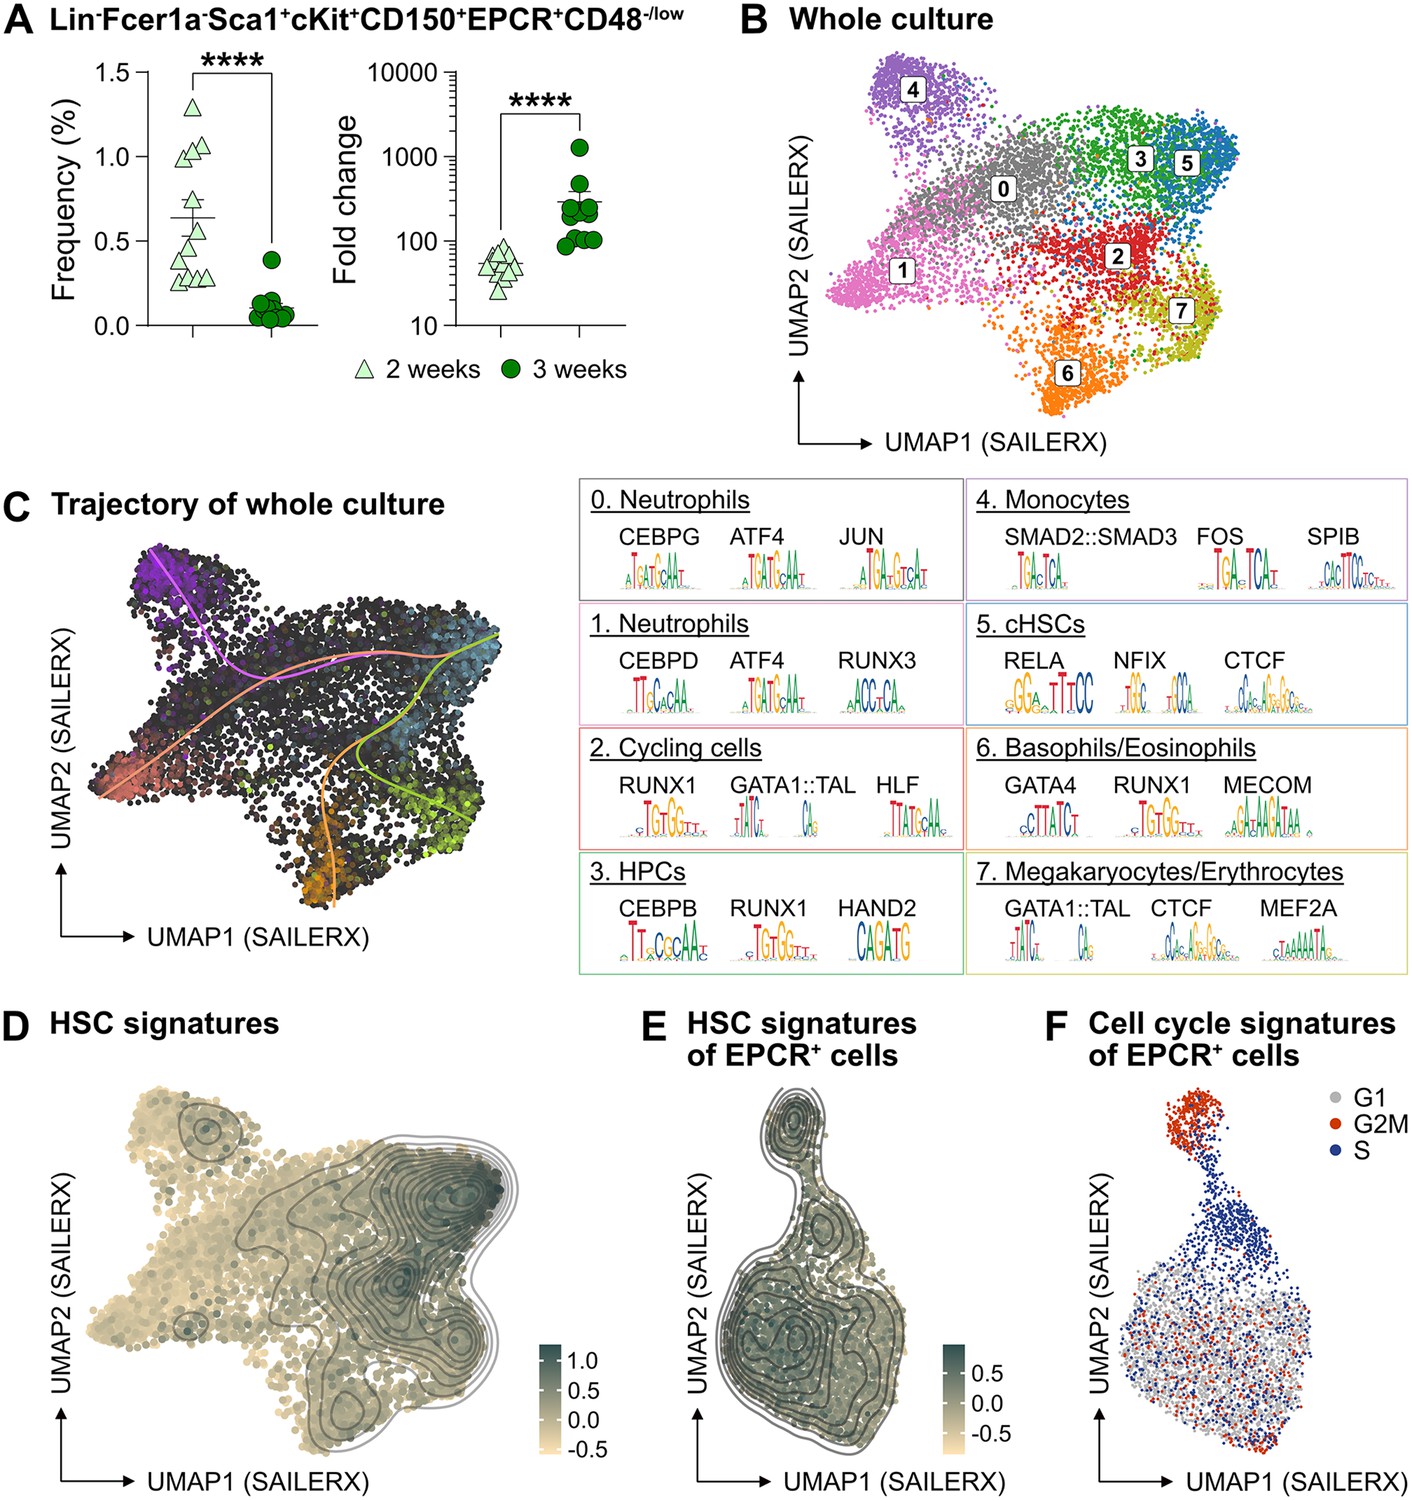 A Lin-Fcer1a-Sca1+cKit+CD150+EPCR+CD48-/low
****
1.5
1.0
0.5
0.0
Frequency (%)
****
10000
1000
100
10
Fold change
2 weeks
3 weeks
B Whole culture
4
3
5
0
2
1
7
6
UMAP2 (SAILERX)
UMAP1 (SAILERX)
C Trajectory of whole culture
UMAP2 (SAILERX)
UMAP1 (SAILERX)
0. Neutrophils
CEBPG ATF4 JUN
1. Neutrophils
CEBPD ATF4 RUNX3
2. Cycling cells
RUNX1 GATA1::TAL HLF
3. HPCs
CEBPB RUNX1 HAND2
4. Monocytes
SMAD2::SMAD3 FOS SPIB
5. cHSCs
RELA NFIX CTCF
6. Basophils/Eosinophils
GATA4 RUNX1 MECOM
7. Megakaryocytes/Erythrocytes
GATA1::TAL CTCF MEF2A
D HSC signatures
UMAP2 (SAILERX)
UMAP1 (SAILERX)
1.0
0.5
0.0
-0.5
E HSC signatures
of EPCR+ cells
UMAP2 (SAILERX)
UMAP1 (SAILERX)
0.5
0.0
-0.5
F Cell cycle signatures
of EPCR+ cells
G1
G2M
S
UMAP2 (SAILERX)
UMAP1 (SAILERX)